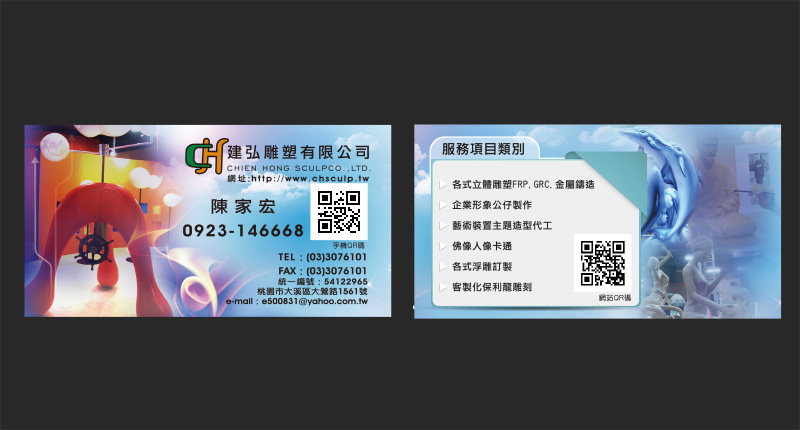 CH 建弘雕塑有限公司
CHIEN HONG SCULPCO.,LTD.
網址:http://www.chsculp.tw
陳家宏
0923-146668
手機QR碼
TEL : (03)3076101
FAX : (03)3076101
統一編號 : 54122965
桃園市大溪區大鶯路1561號
e-mail : e500831@yahoo.com.tw
服務項目類別
各式立體雕塑FRP.GRC.金屬鑄造
企業形象公仔製作
藝術裝置主題造型代工
佛像人像卡通
各式浮雕訂製
客製化保利龍雕刻
網站QR碼